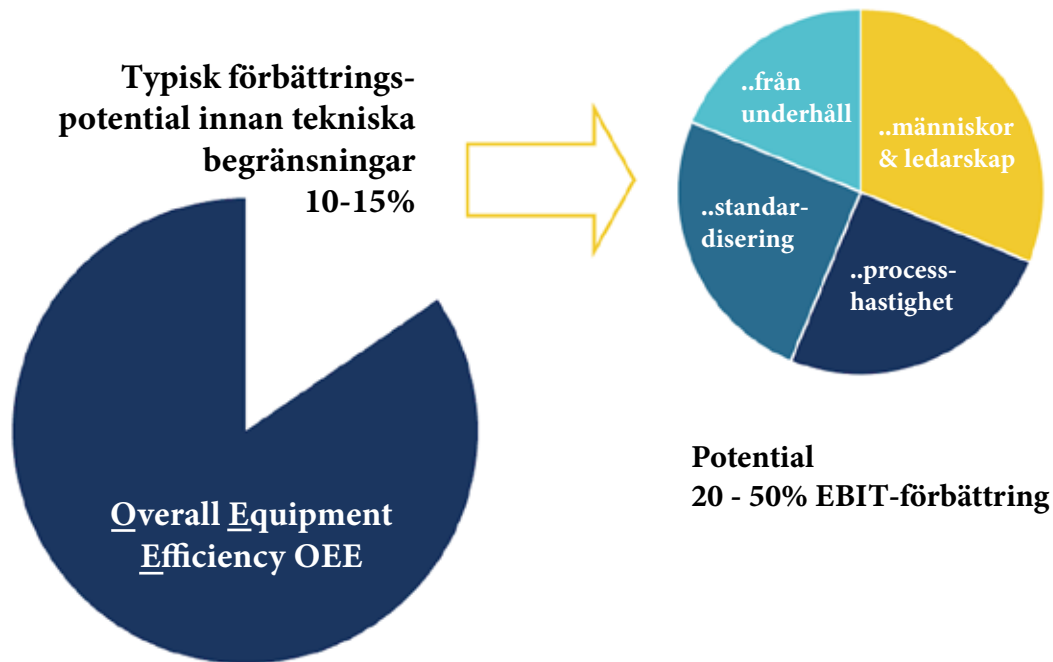 Typisk förbättrings-
potential innan tekniska
begränsningar
10-15%
Overall Equipment
Efficiency OEE
..från
underhåll
..människor
& ledarskap
..standar-
disering
..process-
hastighet
Potential
20 - 50% EBIT-förbättring